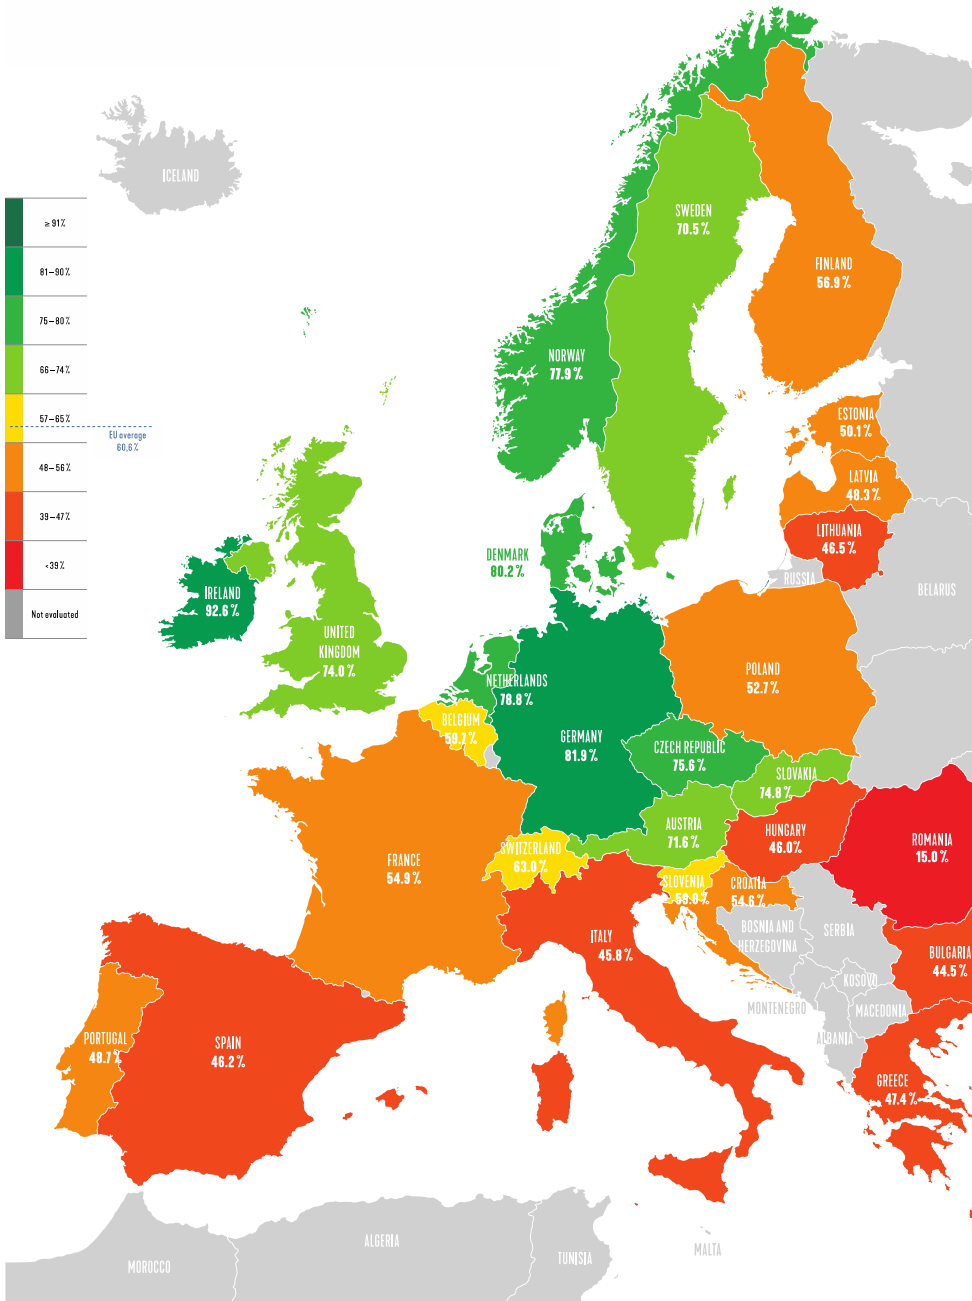 ICELAND
≥ 91%
81–90%
75–80%
66–74%
57–65%
EU average
60,6%
48–56%
39–47%
<39%
Not evaluated
SWEDEN
70.5%
FINLAND
56.9%
NORWAY
77.9%
ESTONIA
50.1%
LATVIA
48.3%
LITHUANIA
46.5%
DENMARK
80.2%
RUSSIA
BELARUS
IRELAND
92.6%
UNITED
KINGDOM
74.0%
NETHERLANDS
78.8%
POLAND
52.7%
BELGIUM
59.7%
GERMANY
81.9%
CZECH REPUBLIC
75.6%
SLOVAKIA
74.8%
AUSTRIA
71.6%
HUNGARY
46.0%
ROMANIA
15.0%
FRANCE
54.9%
SWITZERLAND
63.0%
SLOVENIA
CROATIA
54.6%
BOSNIA AND
HERZEGOVINA
SERBIA
ITALY
45.8%
BULGARIA
44.5%
KOSOVO
MONTENEGRO
MACEDONIA
ALBANIA
PORTUGAL
48.7%
SPAIN
46.2%
GREECE
47.4%
MOROCCO
ALGERIA
TUNISIA
MALTA